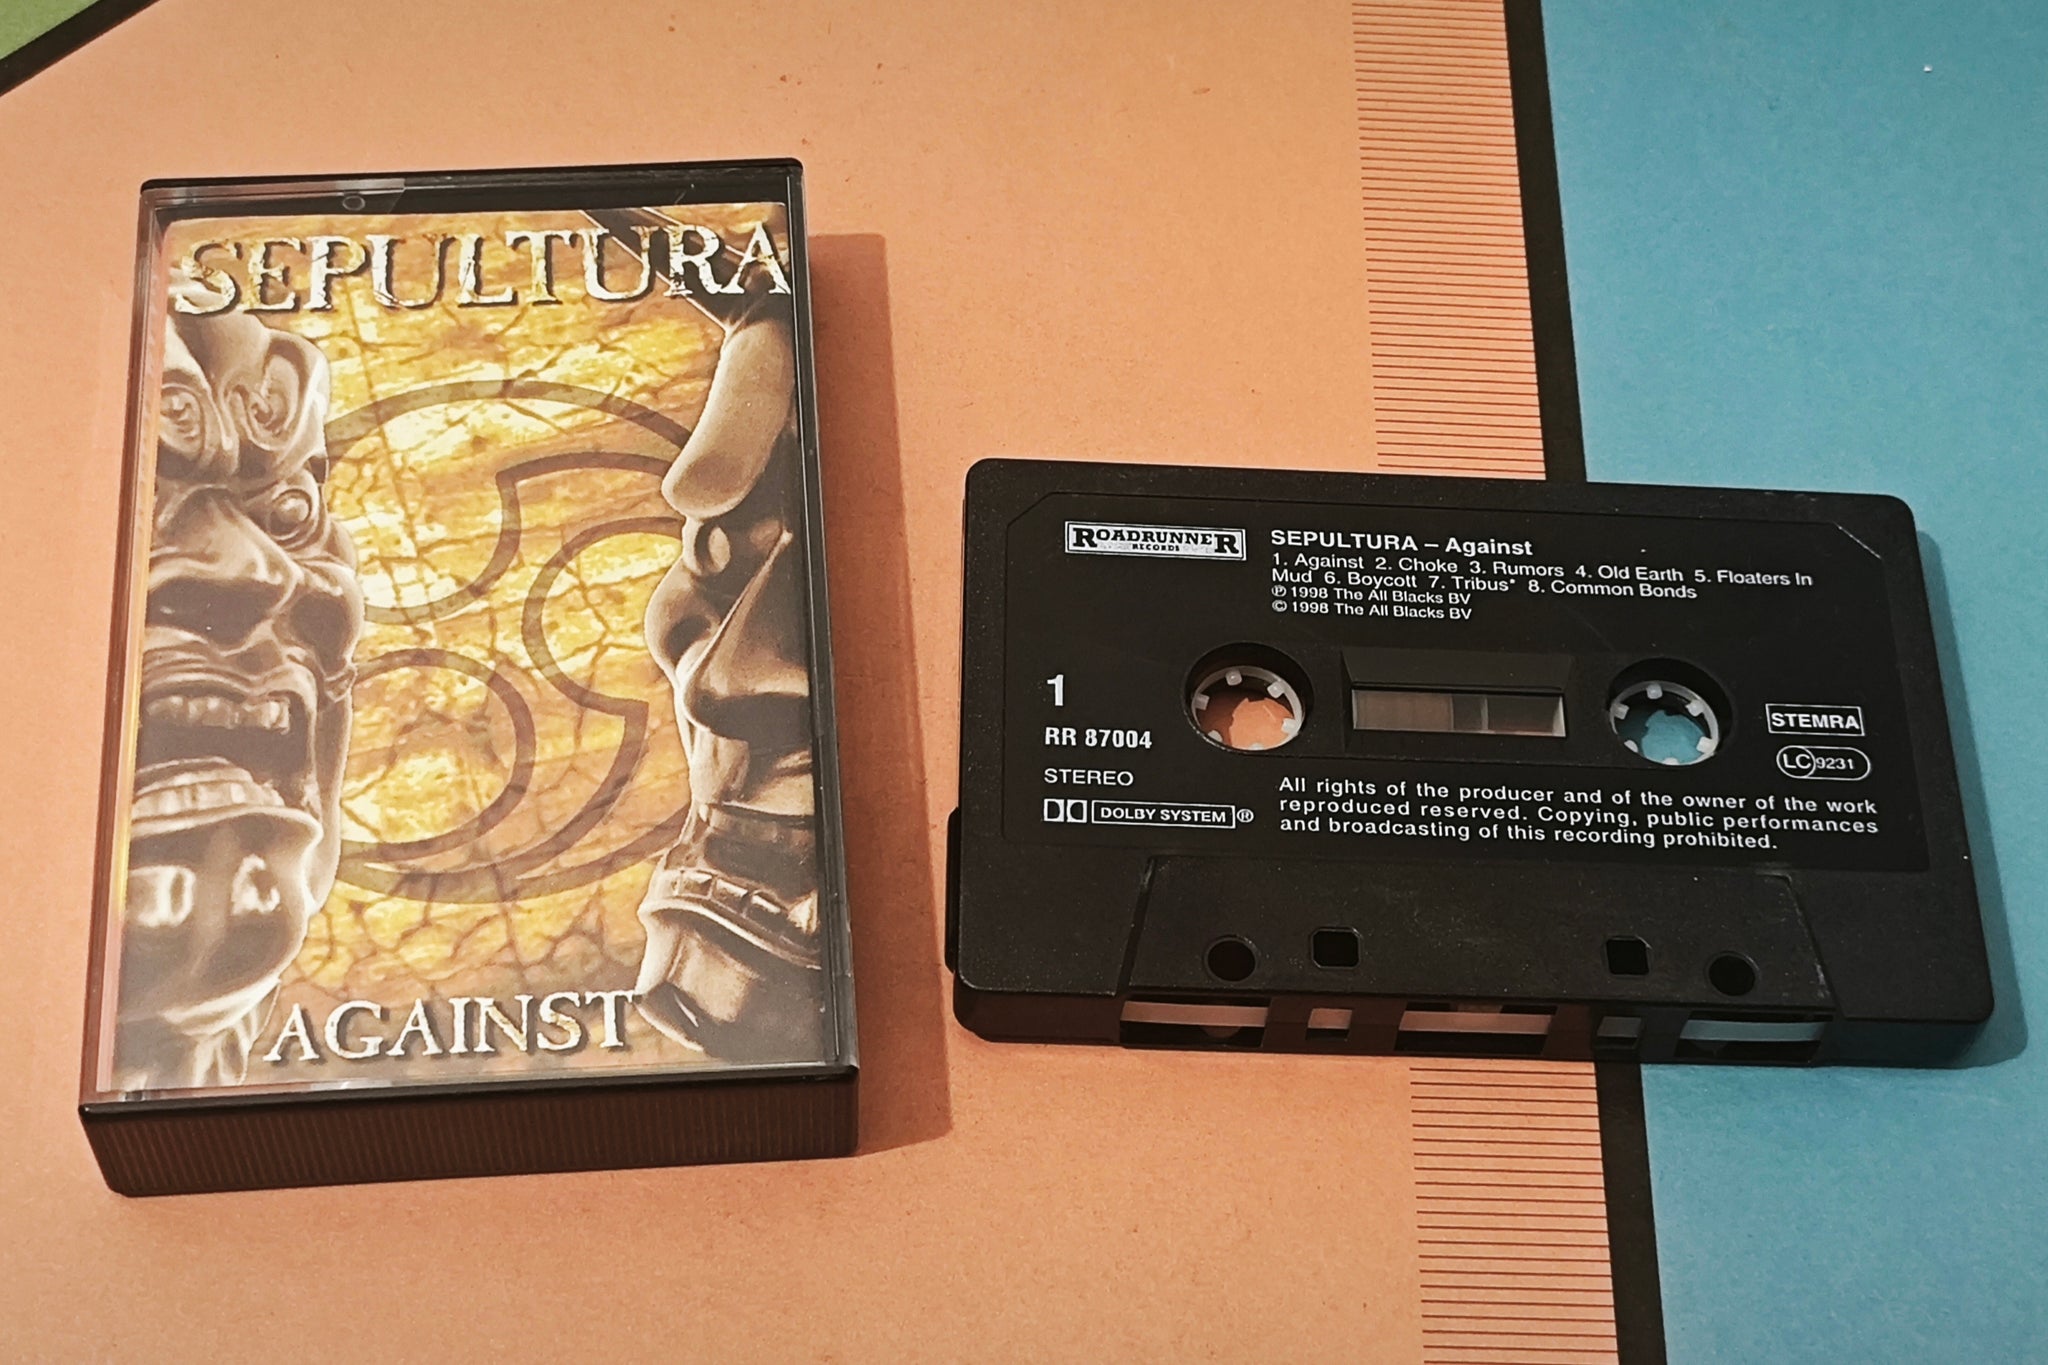 SEPULTURA
AGAINST
ROADRUNNER
RECORDS
SEPULTURA – Against
1. Against 2. Choke 3. Rumors 4. Old Earth 5. Floaters In
Mud 6. Boycott 7. Tribus* 8. Common Bonds
℗ 1998 The All Blacks BV
© 1998 The All Blacks BV
1
RR 87004
STEREO
DOLBY SYSTEM®
STEMRA
LC 9231
All rights of the producer and of the owner of the work
reproduced reserved. Copying, public performances
and broadcasting of this recording prohibited.